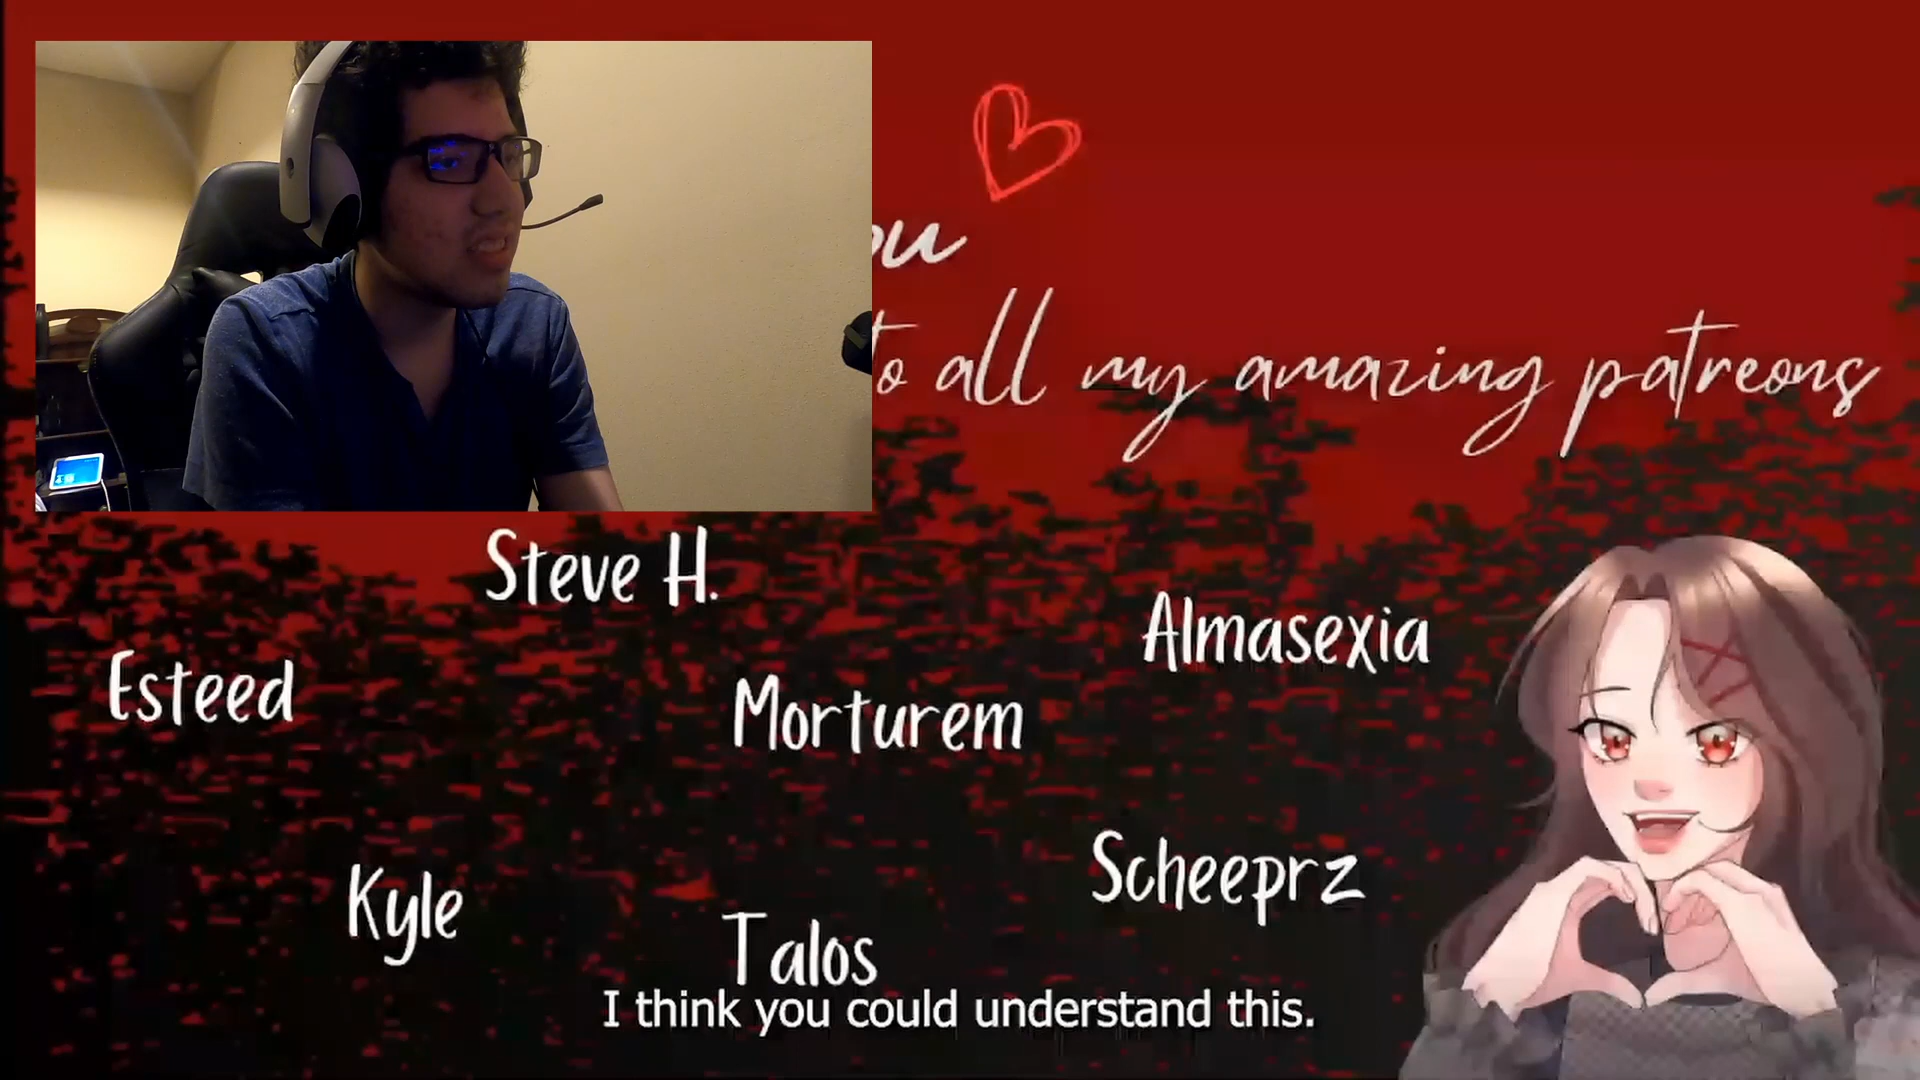 ou
to all my amazing patreons
Steve H.
Almasexia
Esteed
Morturem
Scheeprz
Kyle
Talos
I think you could understand this.